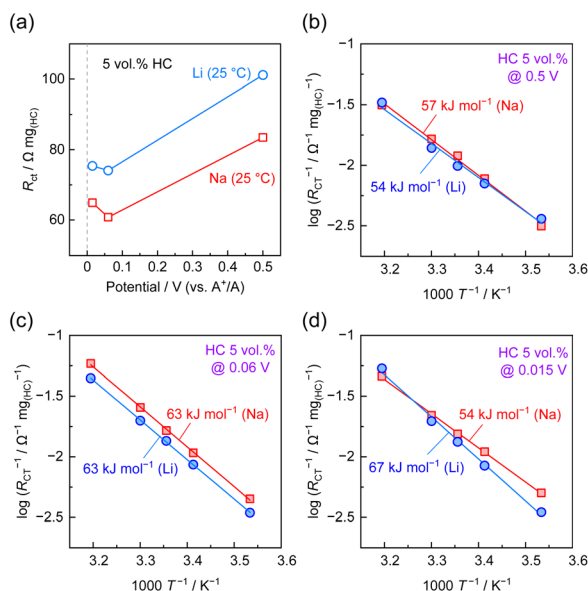 (a)
5 vol.% HC
Li (25 °C)
Na (25 °C)
R_ct / Ω mg_(HC)
100
80
60
0
0.1
0.2
0.3
0.4
0.5
Potential / V (vs. A⁺/A)
(b)
HC 5 vol.%
@ 0.5 V
57 kJ mol⁻¹ (Na)
54 kJ mol⁻¹ (Li)
log (R_CT⁻¹ / Ω⁻¹ mg_(HC)⁻¹)
−1
−1.5
−2
−2.5
3.2
3.3
3.4
3.5
3.6
1000 T⁻¹ / K⁻¹
(c)
HC 5 vol.%
@ 0.06 V
63 kJ mol⁻¹ (Na)
63 kJ mol⁻¹ (Li)
log (R_CT⁻¹ / Ω⁻¹ mg_(HC)⁻¹)
−1
−1.5
−2
−2.5
3.2
3.3
3.4
3.5
3.6
1000 T⁻¹ / K⁻¹
(d)
HC 5 vol.%
@ 0.015 V
54 kJ mol⁻¹ (Na)
67 kJ mol⁻¹ (Li)
log (R_CT⁻¹ / Ω⁻¹ mg_(HC)⁻¹)
−1
−1.5
−2
−2.5
3.2
3.3
3.4
3.5
3.6
1000 T⁻¹ / K⁻¹